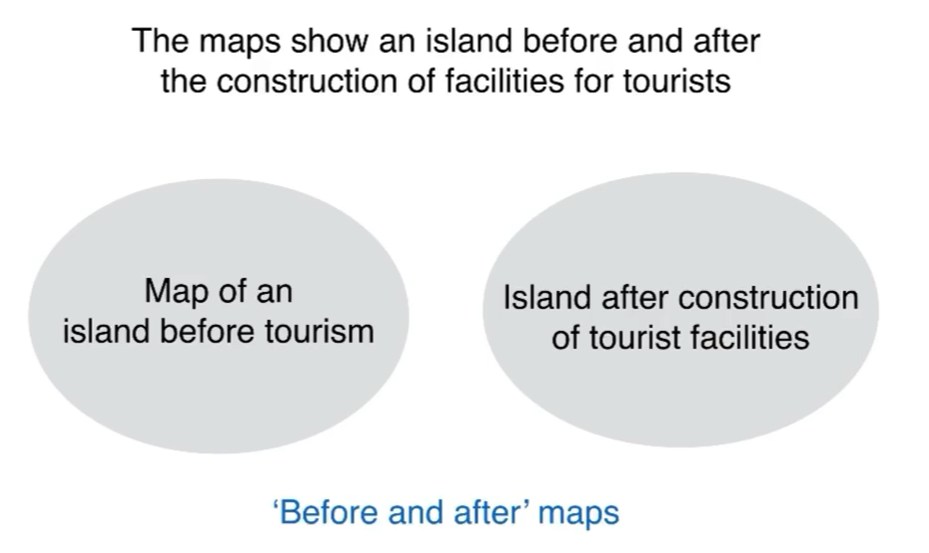 The maps show an island before and after
the construction of facilities for tourists
Map of an
island before tourism
Island after construction
of tourist facilities
‘Before and after’ maps